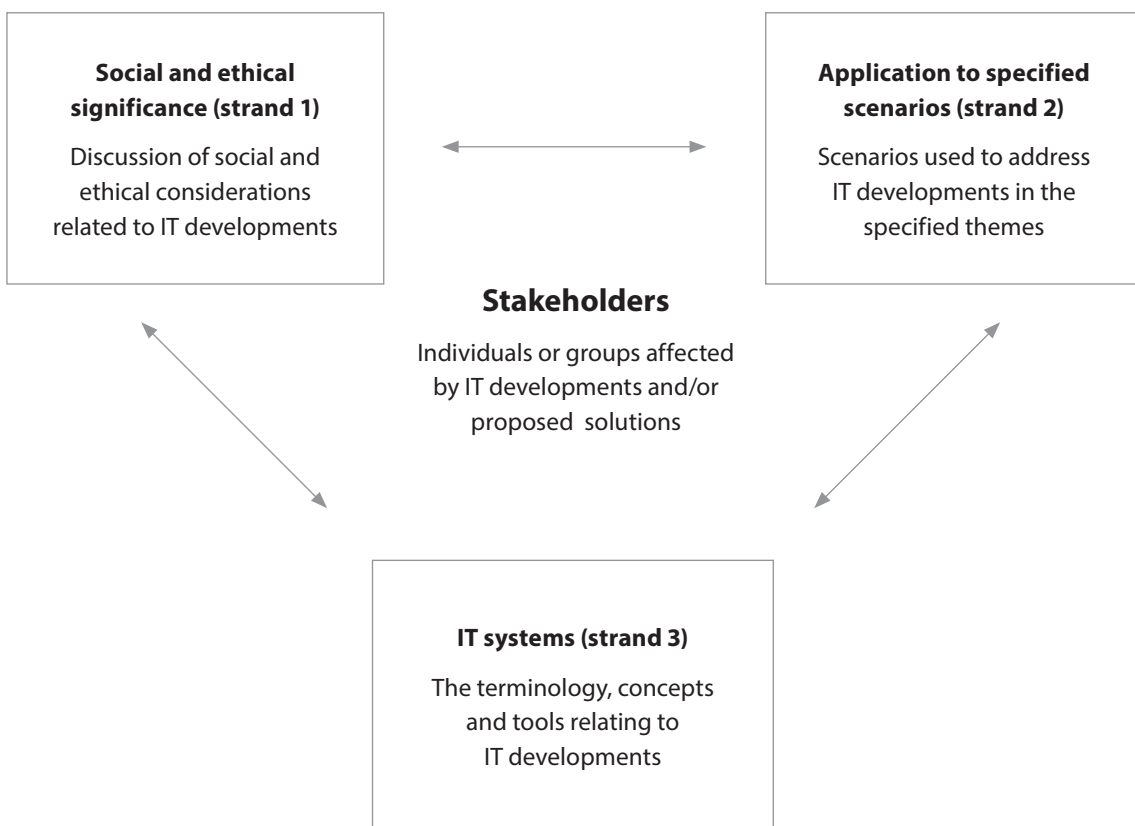 Social and ethical
significance (strand 1)
Discussion of social and
ethical considerations
related to IT developments
Application to specified
scenarios (strand 2)
Scenarios used to address
IT developments in the
specified themes
Stakeholders
Individuals or groups affected
by IT developments and/or
proposed solutions
IT systems (strand 3)
The terminology, concepts
and tools relating to
IT developments